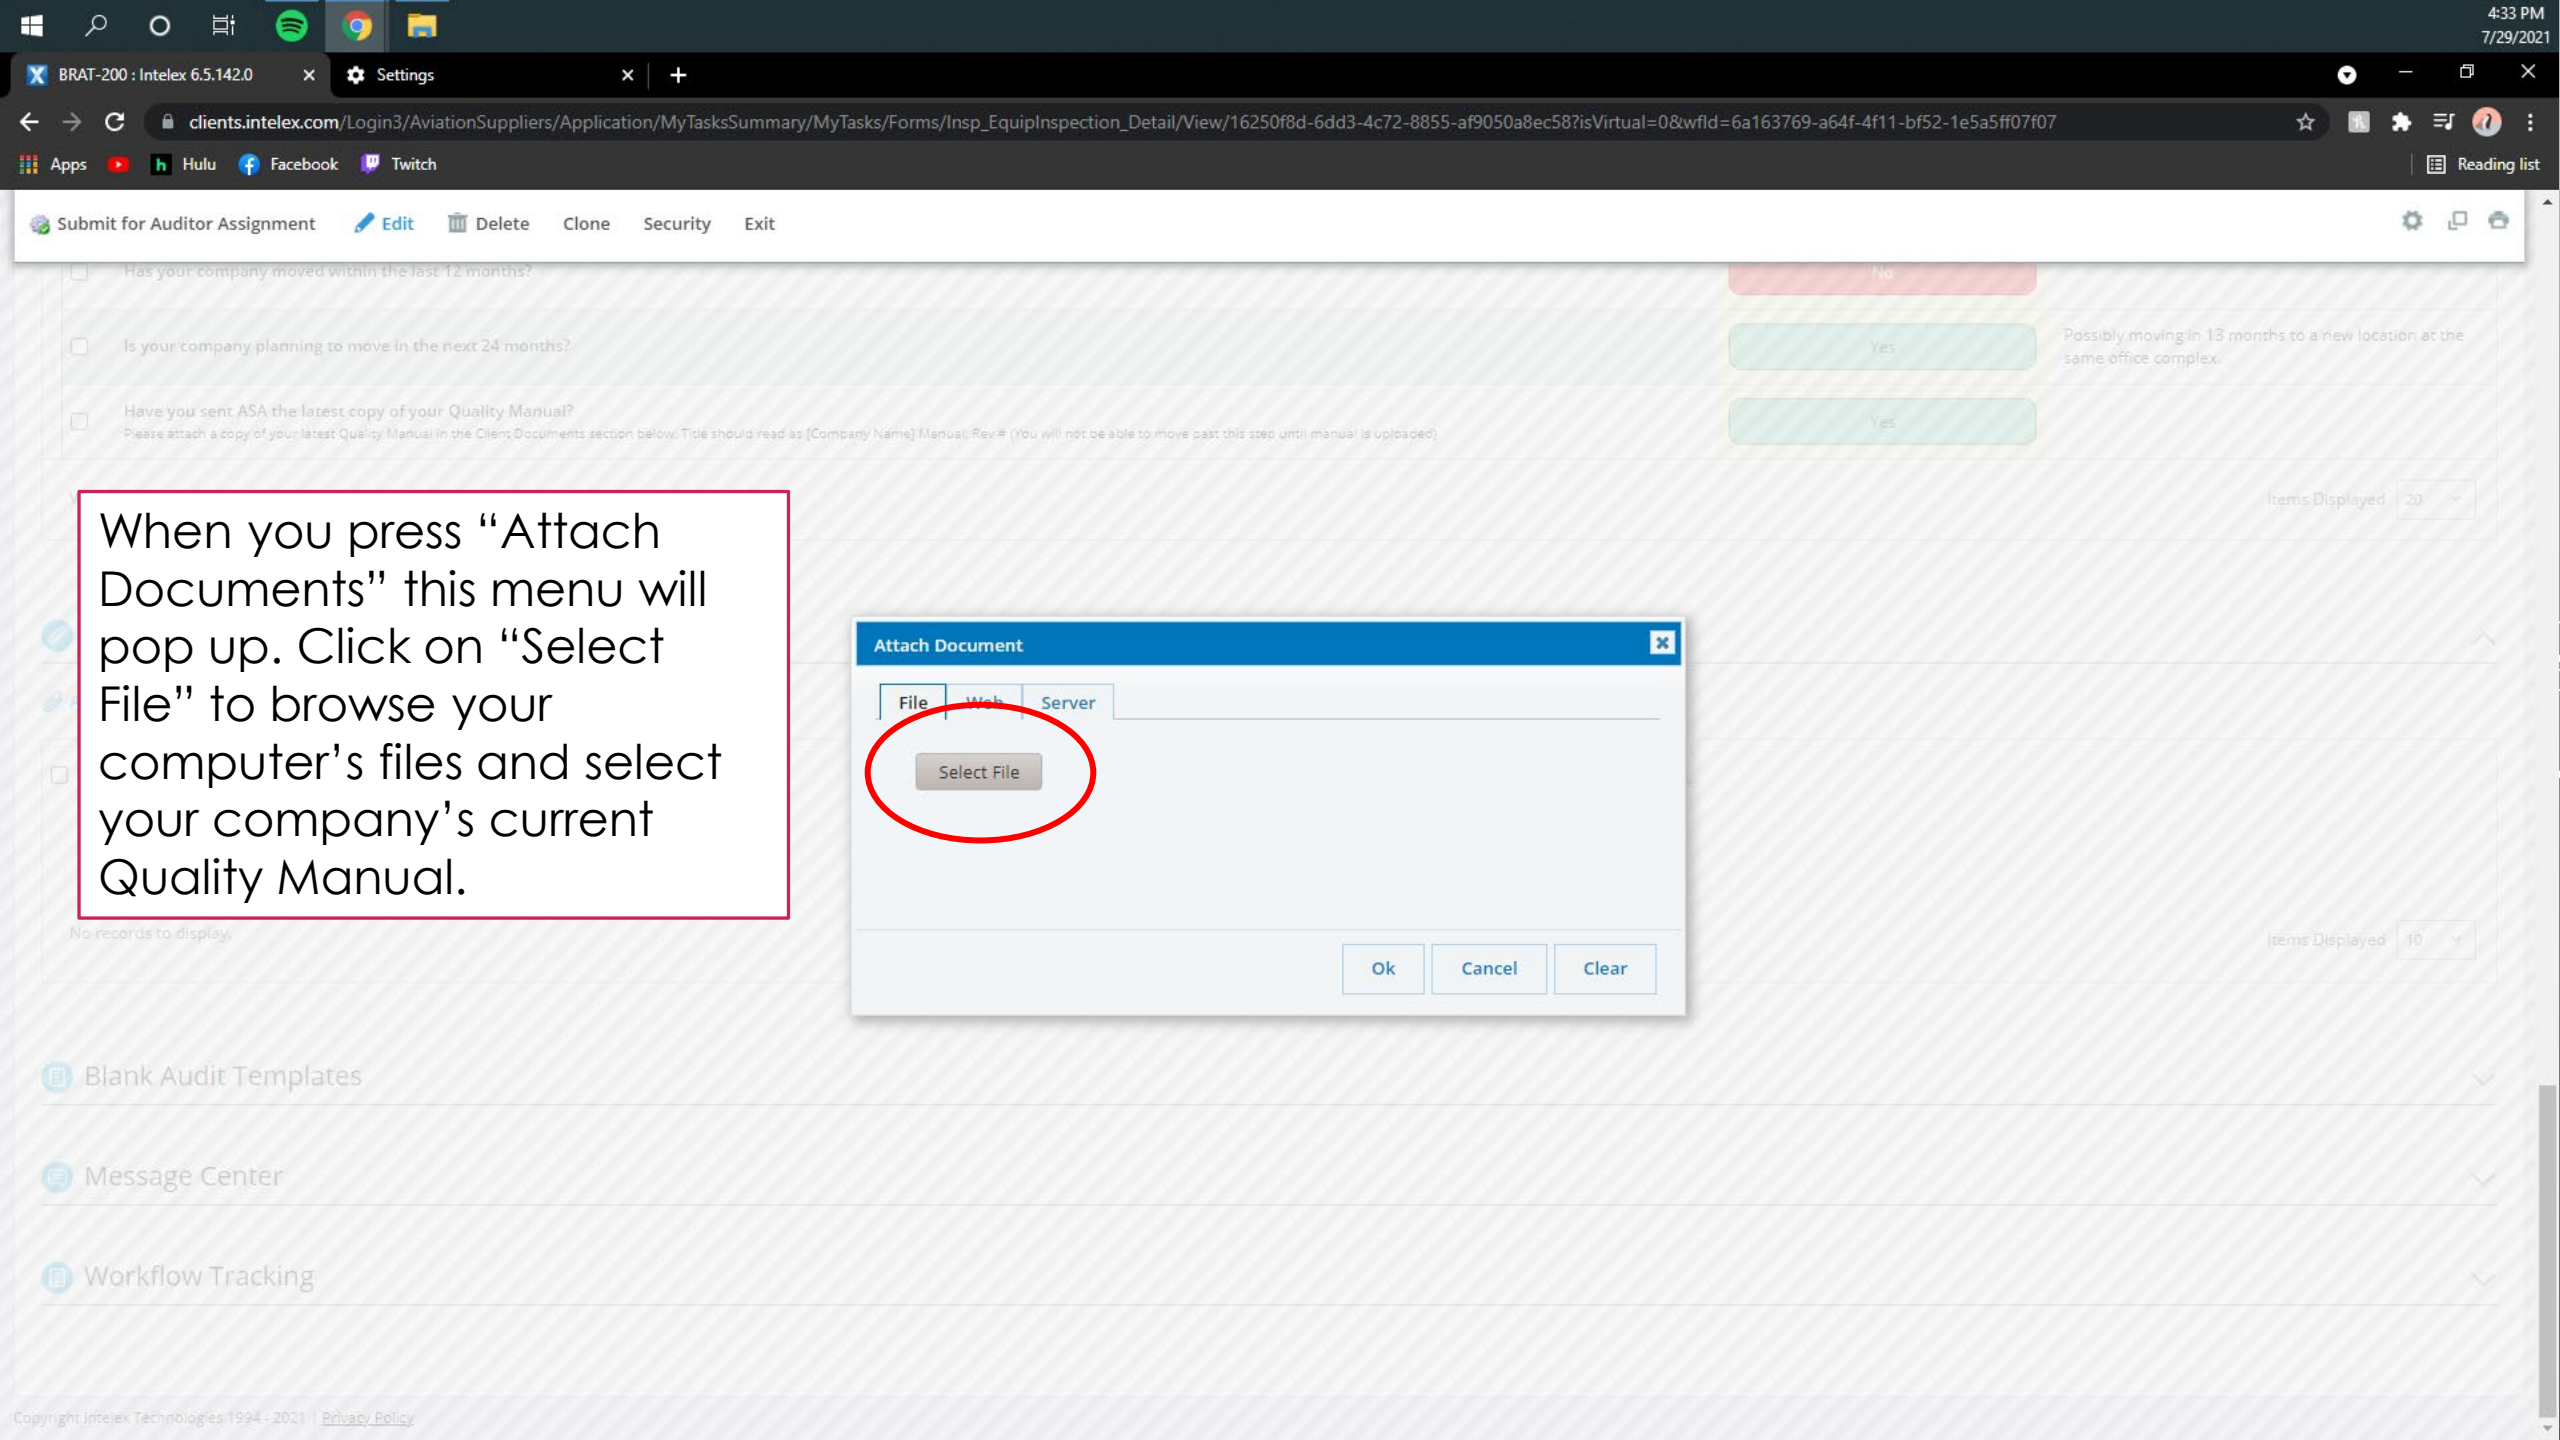 4:33 PM
7/29/2021
BRAT-200 : Intelex 6.5.142.0
Settings
clients.intelex.com/Login3/AviationSuppliers/Application/MyTasksSummary/MyTasks/Forms/Insp_EquipInspection_Detail/View/16250f8d-6dd3-4c72-8855-af9050a8ec58?isVirtual=0&wfId=6a163769-a64f-4f11-bf52-1e5a5ff07f07
Apps Hulu Facebook Twitch Reading list
Submit for Auditor Assignment Edit Delete Clone Security Exit
Has your company moved within the last 12 months? No
Is your company planning to move in the next 24 months? Yes
Possibly moving in 13 months to a new location at the
same office complex.
Have you sent ASA the latest copy of your Quality Manual? Yes
Please attach a copy of your latest Quality Manual in the Client Documents section below. Title should read as [Company Name] Manual, Rev # (You will not be able to move past this step until manual is uploaded)
Items Displayed 20
When you press “Attach
Documents” this menu will
pop up. Click on “Select
File” to browse your
computer’s files and select
your company’s current
Quality Manual.
Attach Document
File Web Server
Select File
Ok Cancel Clear
No records to display.
Items Displayed 10
Blank Audit Templates
Message Center
Workflow Tracking
Copyright Intelex Technologies 1994 - 2021 | Privacy Policy